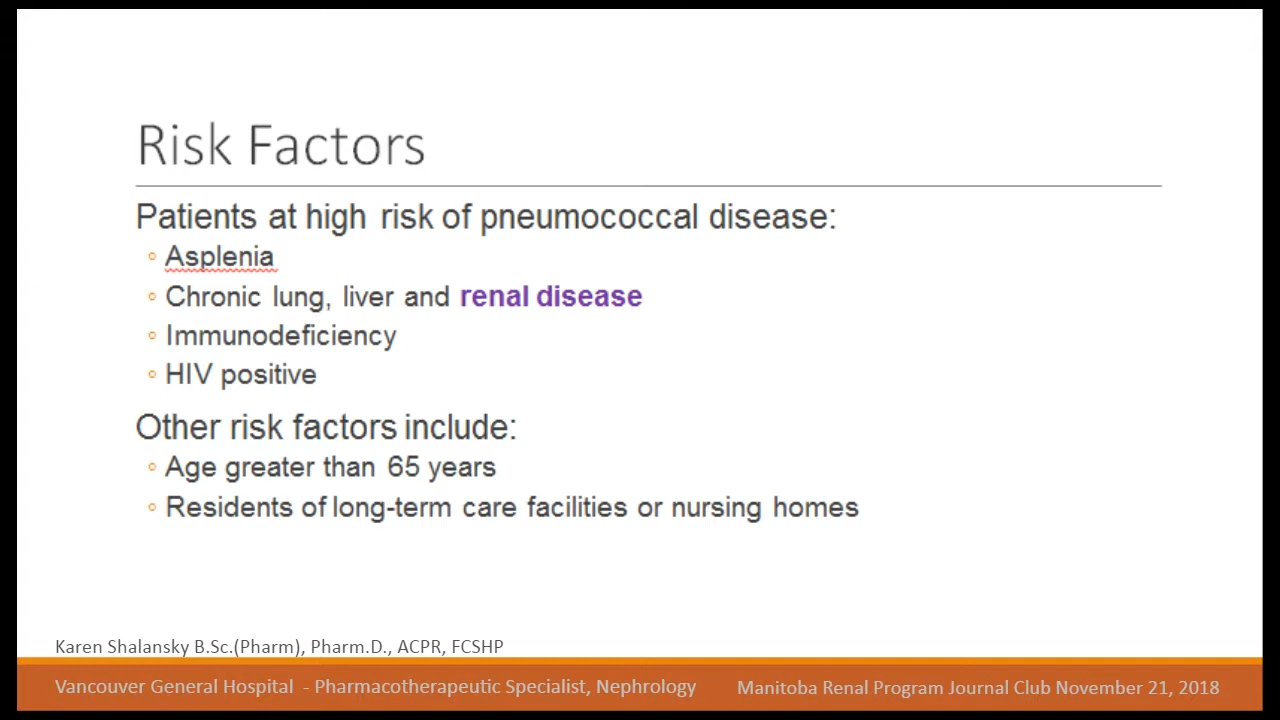 Risk Factors
Patients at high risk of pneumococcal disease:
◦ Asplenia
◦ Chronic lung, liver and renal disease
◦ Immunodeficiency
◦ HIV positive
Other risk factors include:
◦ Age greater than 65 years
◦ Residents of long-term care facilities or nursing homes
Karen Shalansky B.Sc.(Pharm), Pharm.D., ACPR, FCSHP
Vancouver General Hospital - Pharmacotherapeutic Specialist, Nephrology Manitoba Renal Program Journal Club November 21, 2018